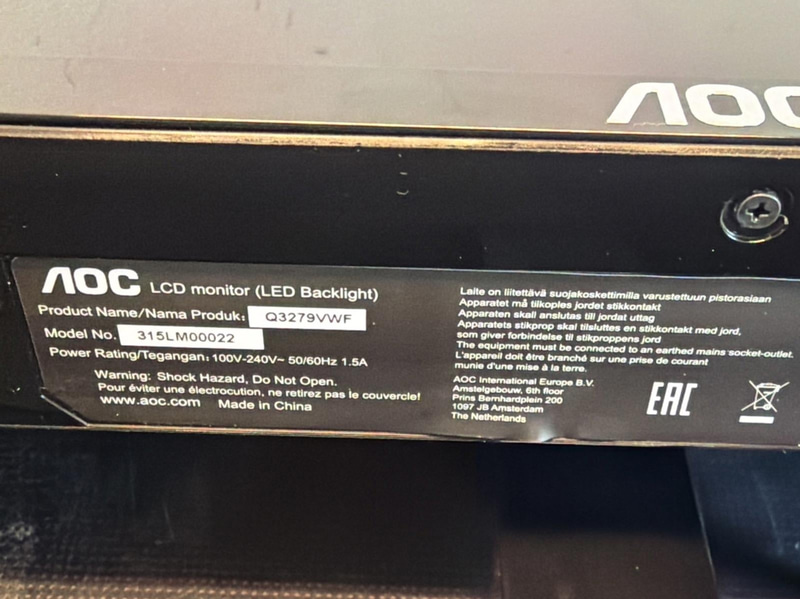 AOC
AOC LCD monitor (LED Backlight)
Product Name/Nama Produk: Q3279VWF
Model No. 315LM00022
Power Rating/Tegangan: 100V-240V~ 50/60Hz 1.5A
Warning: Shock Hazard, Do Not Open.
Pour éviter une électrocution, ne retirez pas le couvercle!
www.aoc.com Made in China
Laite on liitettävä suojakoskettimilla varustettuun pistorasiaan
Apparatet må tilkoples jordet stikkontakt
Apparaten skall anslutas till jordat uttag
Apparatets stikprop skal tilsluttes en stikkontakt med jord,
som giver forbindelse til stikproppens jord
The equipment must be connected to an earthed mains socket-outlet.
L'appareil doit être branché sur une prise de courant
munie d'une mise à la terre.
AOC International Europe B.V.
Amstelgebouw, 6th floor
Prins Bernhardplein 200
1097 JB Amsterdam
The Netherlands
EAC